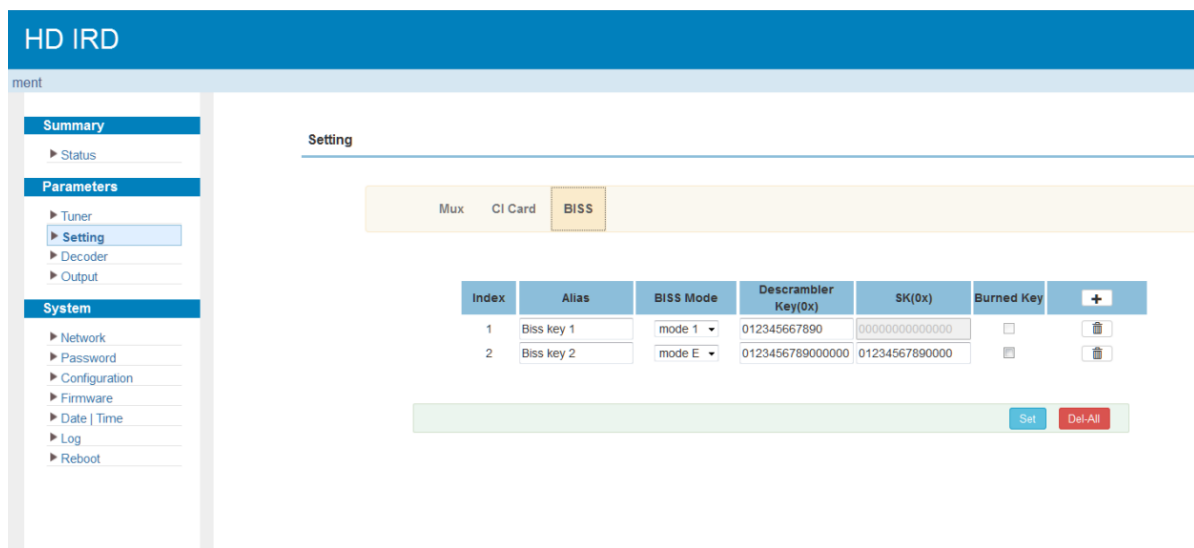 HD IRD
ment
Summary
Status
Parameters
Tuner
Setting
Decoder
Output
System
Network
Password
Configuration
Firmware
Date | Time
Log
Reboot
Setting
Mux CI Card BISS
Index Alias BISS Mode Descrambler Key(0x) SK(0x) Burned Key +
1 Biss key 1 mode 1 012345667890 00000000000000
2 Biss key 2 mode E 0123456789000000 01234567890000
Set Del-All